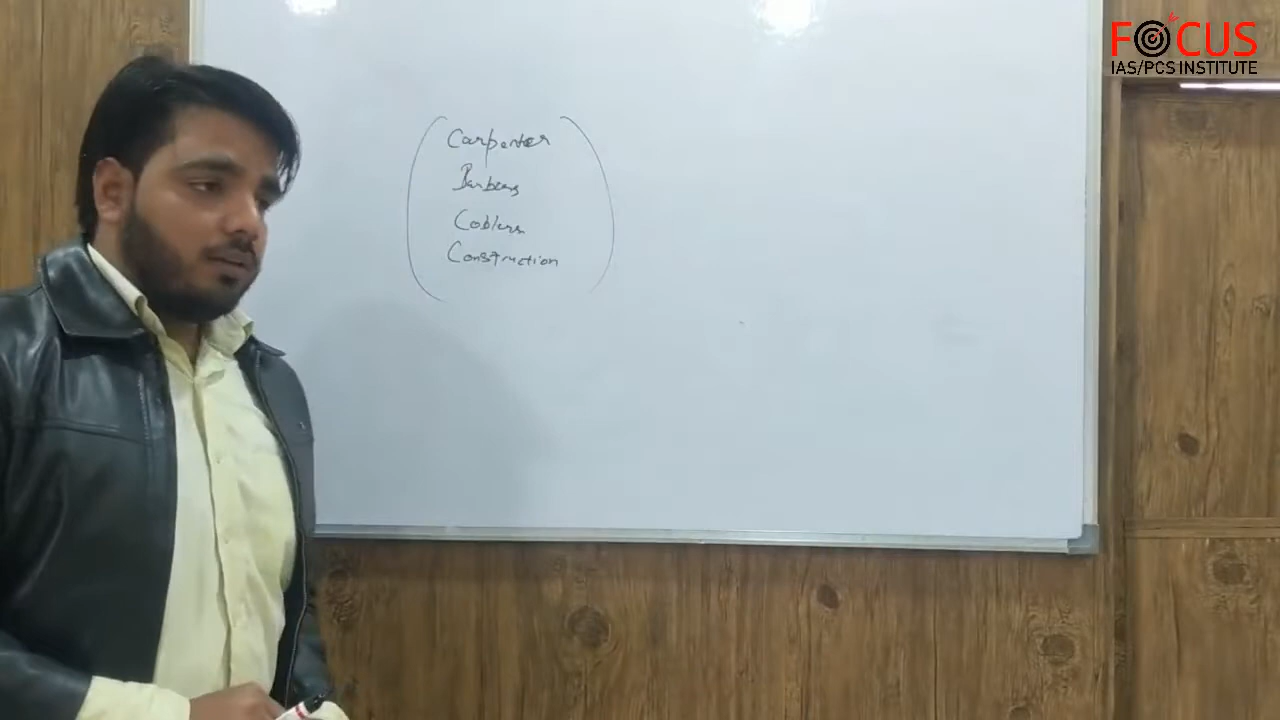 FOCUS
IAS/PCS INSTITUTE
Carpenter
Barbers
Coblers
Construction